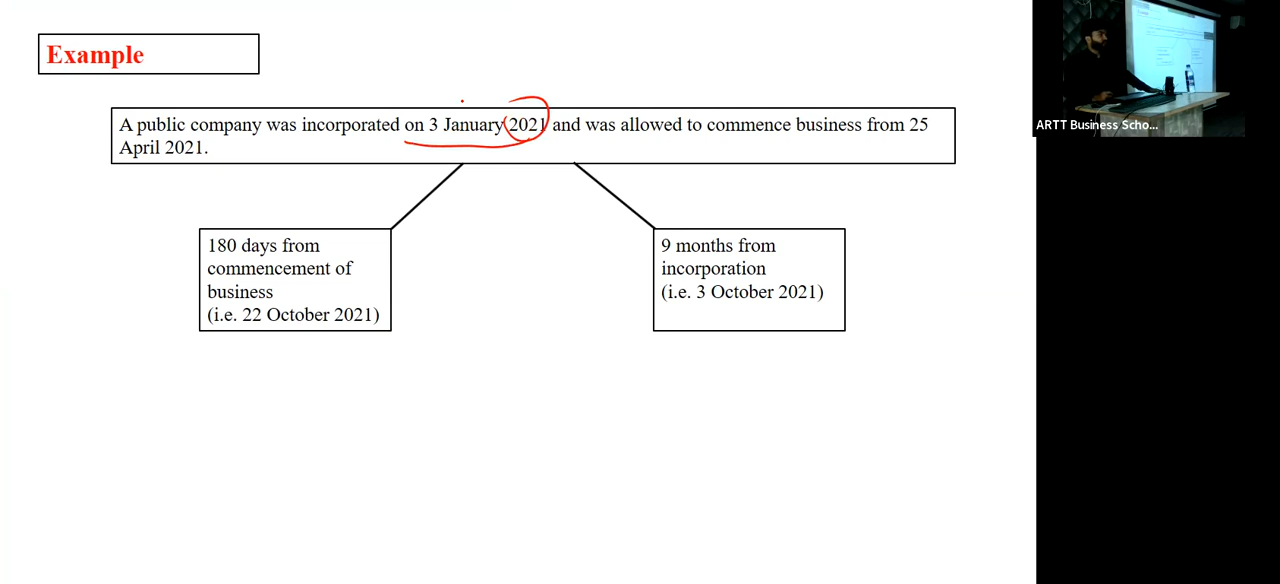 Example
A public company was incorporated on 3 January 2021 and was allowed to commence business from 25
April 2021.
180 days from
commencement of
business
(i.e. 22 October 2021)
9 months from
incorporation
(i.e. 3 October 2021)
ARTT Business Scho...